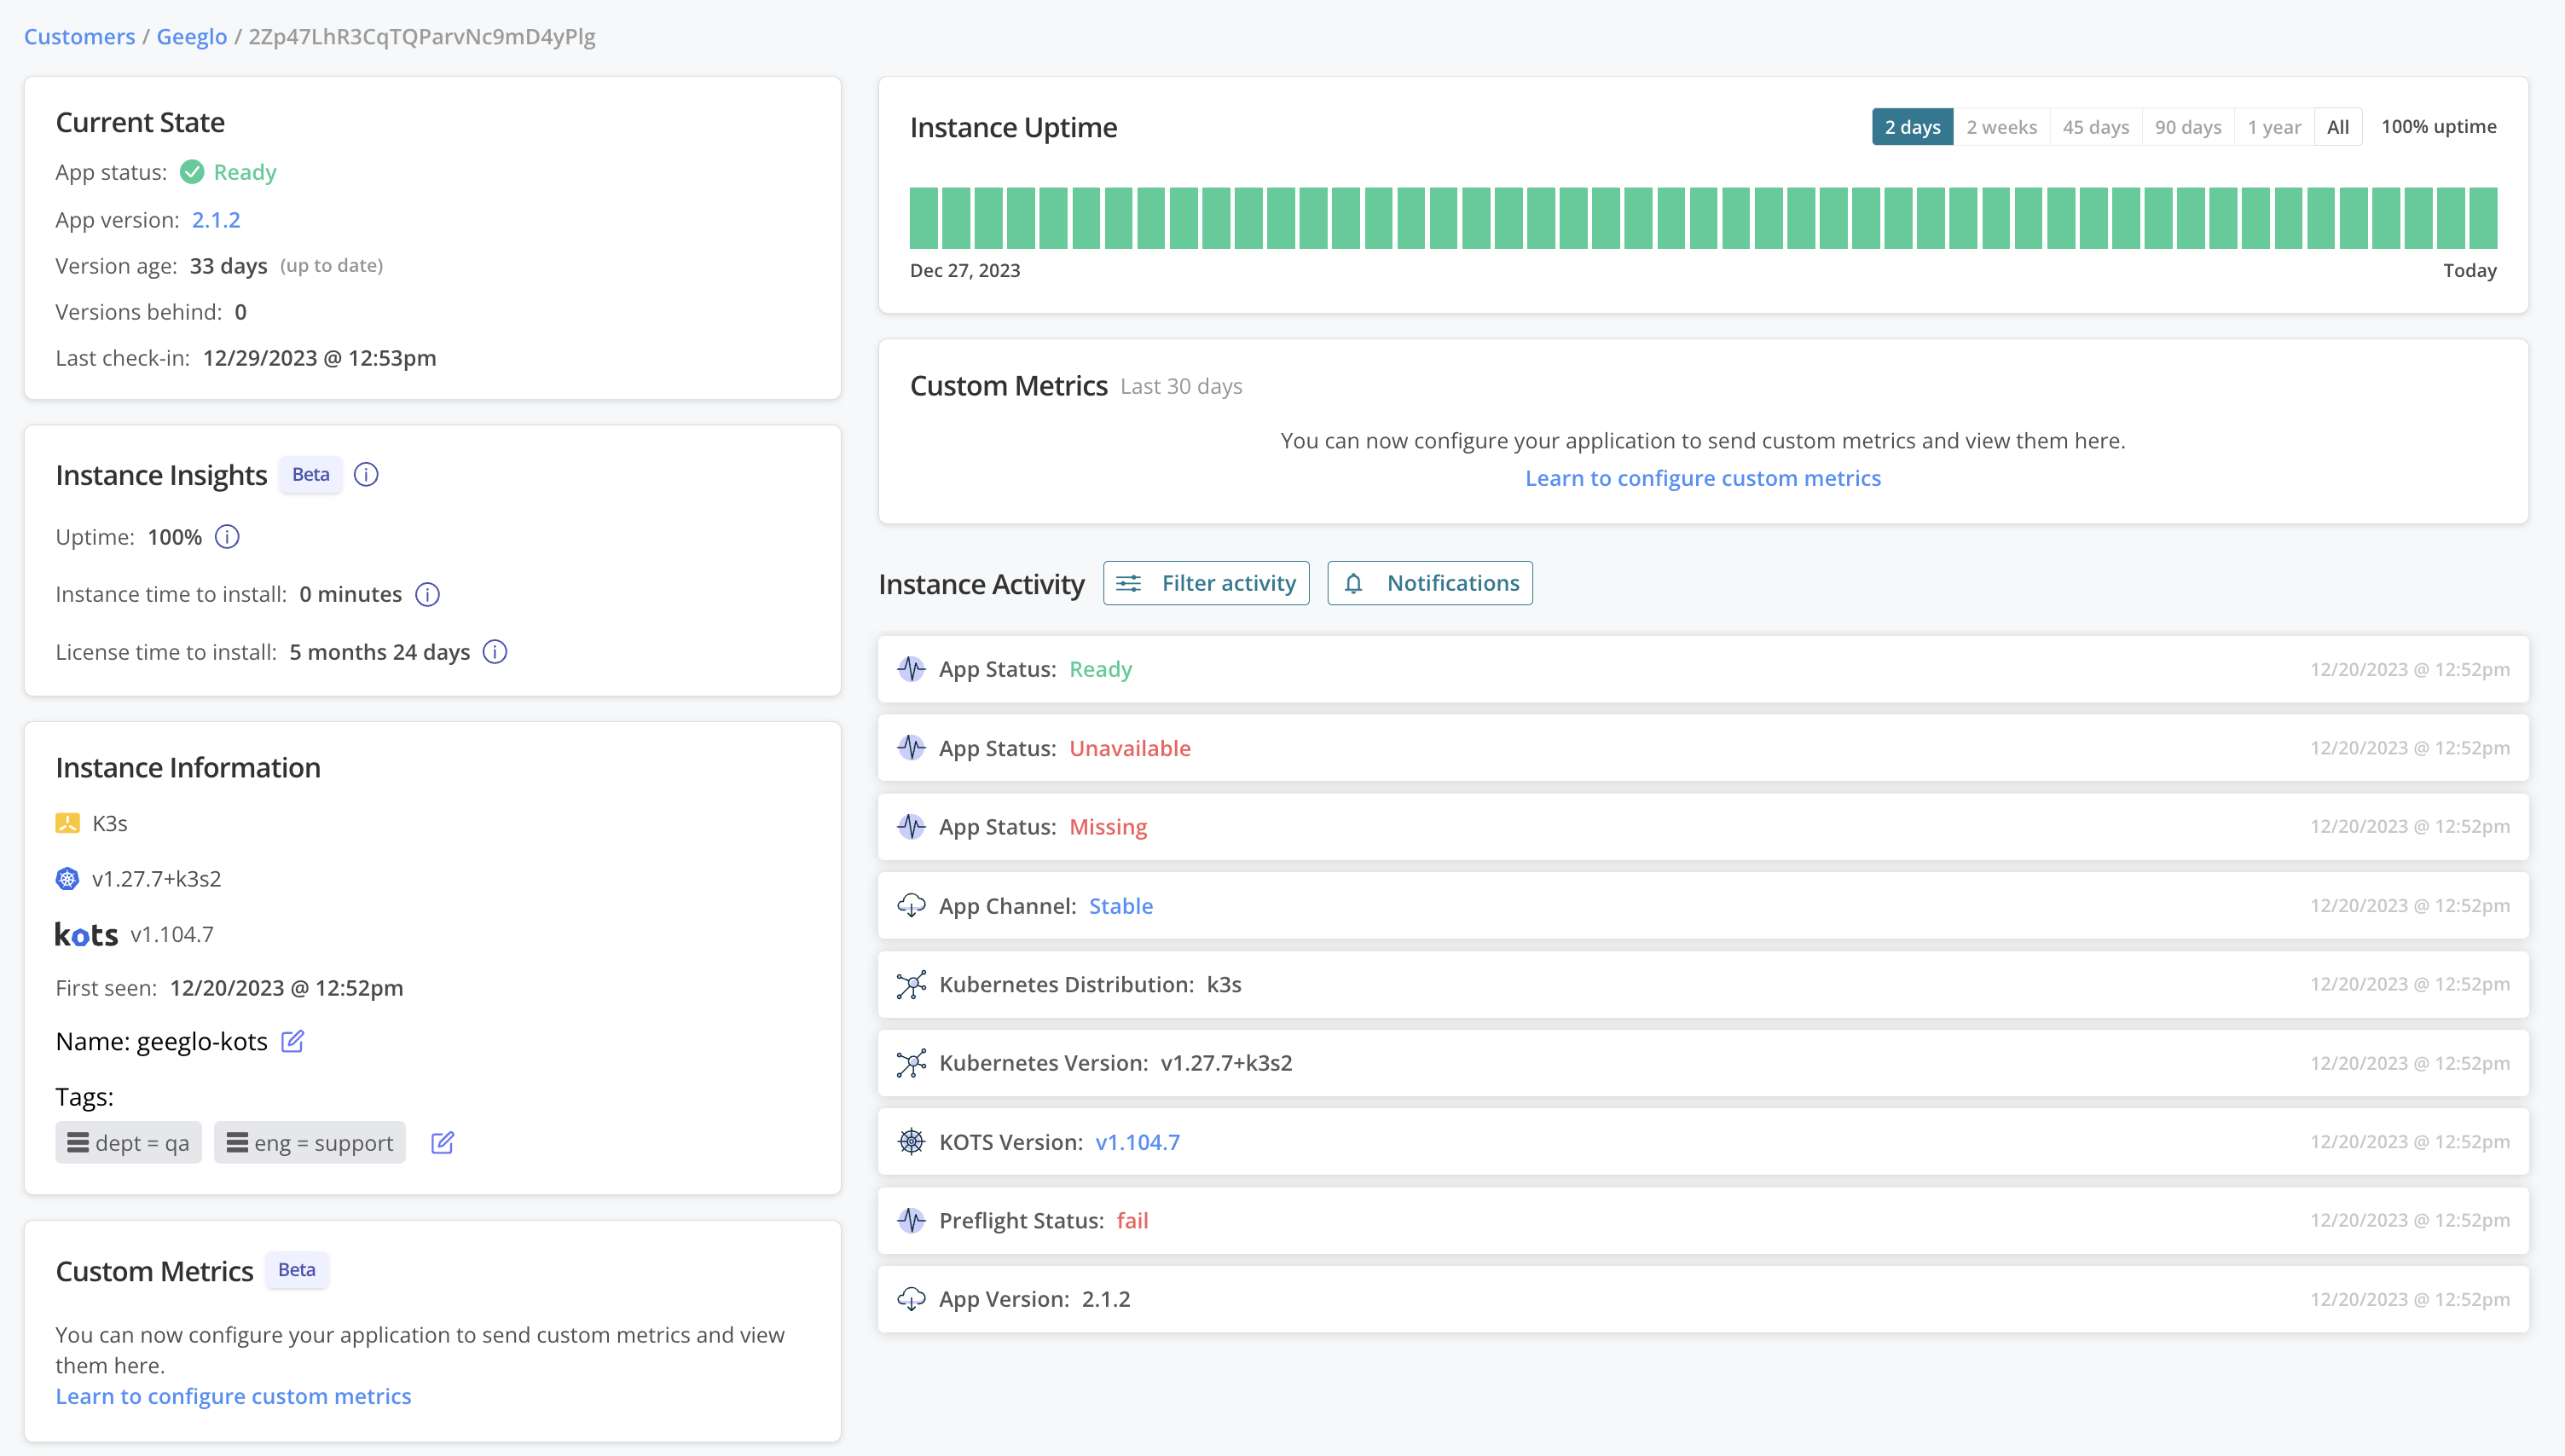 Customers / Geeglo / 2Zp47LhR3CqTQParvNc9mD4yPlg
Current State
App status: Ready
App version: 2.1.2
Version age: 33 days (up to date)
Versions behind: 0
Last check-in: 12/29/2023 @ 12:53pm
Instance Insights Beta
Uptime: 100%
Instance time to install: 0 minutes
License time to install: 5 months 24 days
Instance Information
K3s
v1.27.7+k3s2
kots v1.104.7
First seen: 12/20/2023 @ 12:52pm
Name: geeglo-kots
Tags:
dept = qa eng = support
Custom Metrics Beta
You can now configure your application to send custom metrics and view
them here.
Learn to configure custom metrics
Instance Uptime 2 days 2 weeks 45 days 90 days 1 year All 100% uptime
Dec 27, 2023 Today
Custom Metrics Last 30 days
You can now configure your application to send custom metrics and view them here.
Learn to configure custom metrics
Instance Activity Filter activity Notifications
App Status: Ready 12/20/2023 @ 12:52pm
App Status: Unavailable 12/20/2023 @ 12:52pm
App Status: Missing 12/20/2023 @ 12:52pm
App Channel: Stable 12/20/2023 @ 12:52pm
Kubernetes Distribution: k3s 12/20/2023 @ 12:52pm
Kubernetes Version: v1.27.7+k3s2 12/20/2023 @ 12:52pm
KOTS Version: v1.104.7 12/20/2023 @ 12:52pm
Preflight Status: fail 12/20/2023 @ 12:52pm
App Version: 2.1.2 12/20/2023 @ 12:52pm